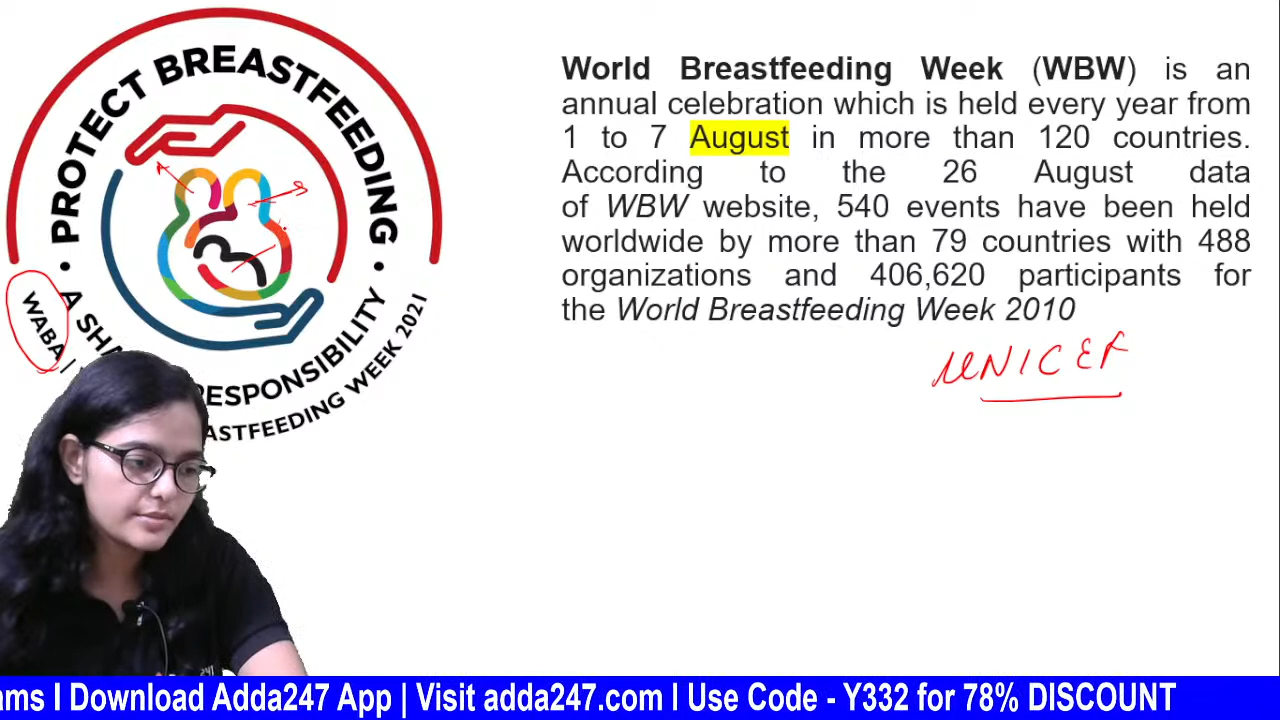 PROTECT BREASTFEEDING
• A SHA RESPONSIBILITY •
WABA | ASTFEEDING WEEK 2021
World Breastfeeding Week (WBW) is an
annual celebration which is held every year from
1 to 7 August in more than 120 countries.
According to the 26 August data
of WBW website, 540 events have been held
worldwide by more than 79 countries with 488
organizations and 406,620 participants for
the World Breastfeeding Week 2010
UNICEF
ams I Download Adda247 App | Visit adda247.com I Use Code - Y332 for 78% DISCOUNT